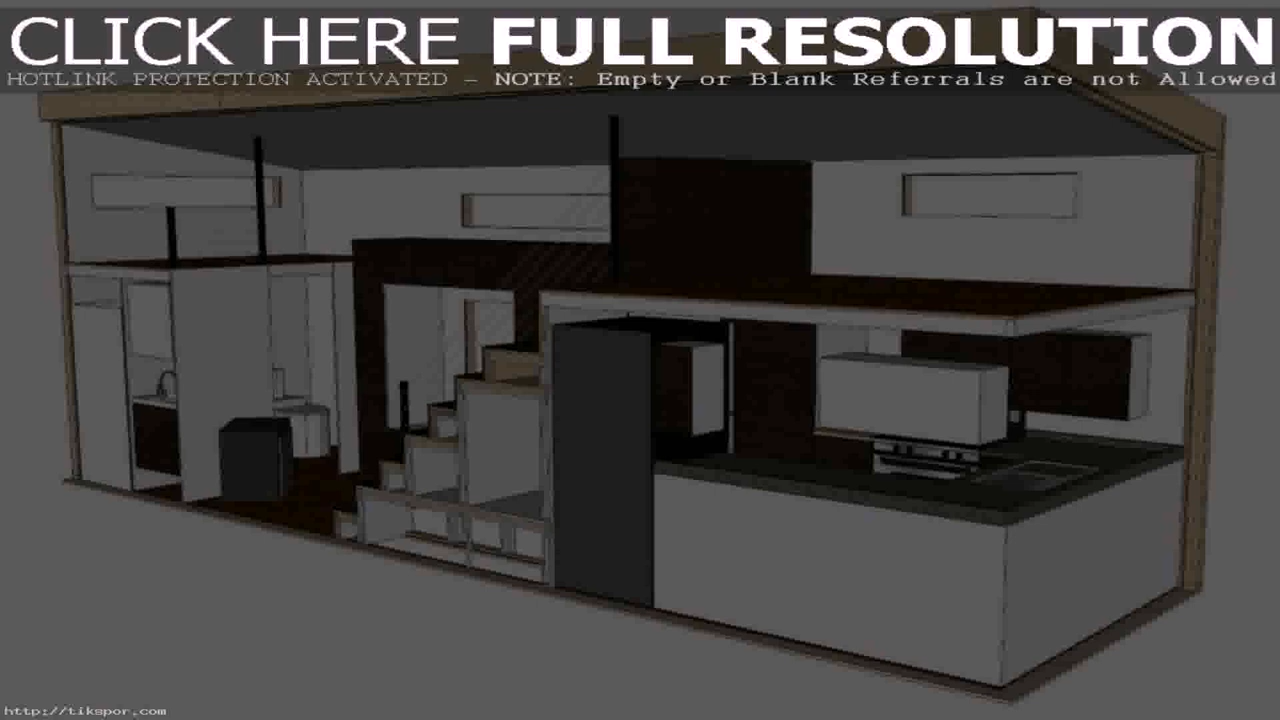 CLICK HERE FULL RESOLUTION
HOTLINK PROTECTION ACTIVATED - NOTE: Empty or Blank Referrals are not Allowed
http://tikspor.com